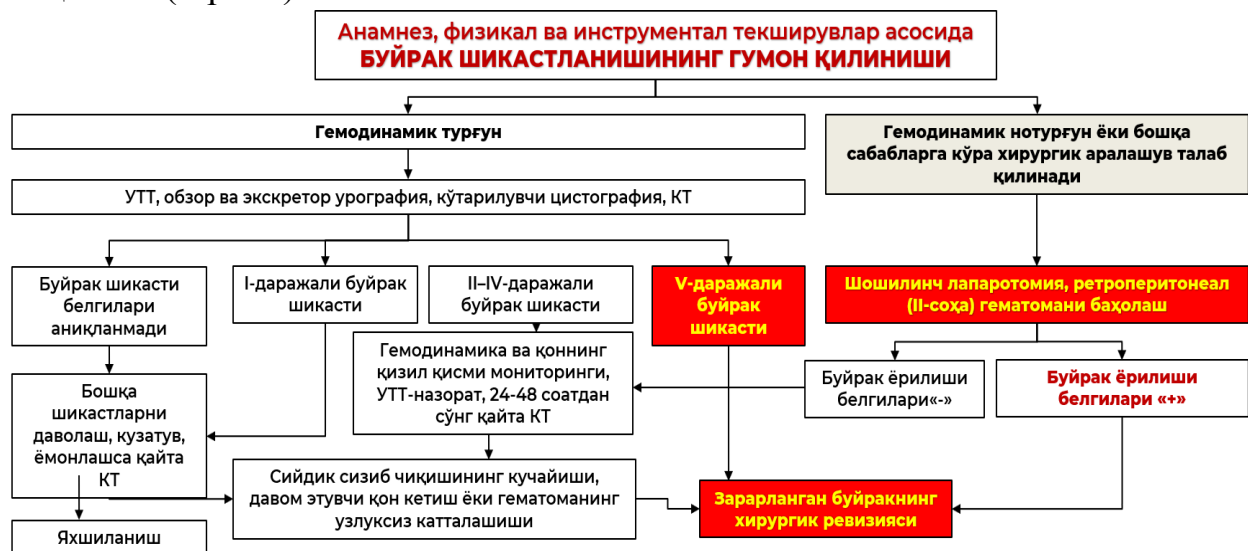 Анамнез, физикал ва инструментал текширувлар асосида
БУЙРАК ШИКАСТЛАНИШИНИНГ ГУМОН ҚИЛИНИШИ
Гемодинамик турғун
Гемодинамик нотурғун ёки бошқа
сабабларга кўра хирургик аралашув талаб
қилинади
УТТ, обзор ва экскретор урография, кўтарилувчи цистография, КТ
Буйрак шикасти
белгилари
аниқланмади
I-даражали буйрак
шикасти
II–IV-даражали
буйрак шикасти
V-даражали
буйрак
шикасти
Шошилинч лапаротомия, ретроперитонеал
(II-соҳа) гематомани баҳолаш
Гемодинамика ва қоннинг
қизил қисми мониторинги,
УТТ-назорат, 24-48 соатдан
сўнг қайта КТ
Буйрак ёрилиши
белгилари«-»
Буйрак ёрилиши
белгилари «+»
Бошқа
шикастларни
даволаш, кузатув,
ёмонлашса қайта
КТ
Сийдик сизиб чиқишининг кучайиши,
давом этувчи қон кетиш ёки гематоманинг
узлуксиз катталашиши
Зарарланган буйракнинг
хирургик ревизияси
Яхшиланиш